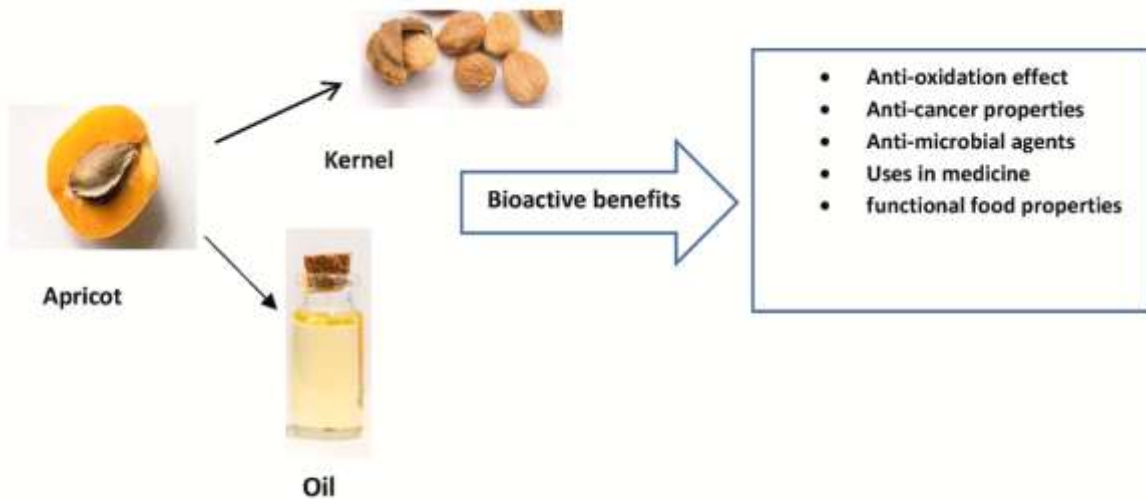 Kernel
Apricot
Oil
Bioactive benefits
Anti-oxidation effect
Anti-cancer properties
Anti-microbial agents
Uses in medicine
functional food properties